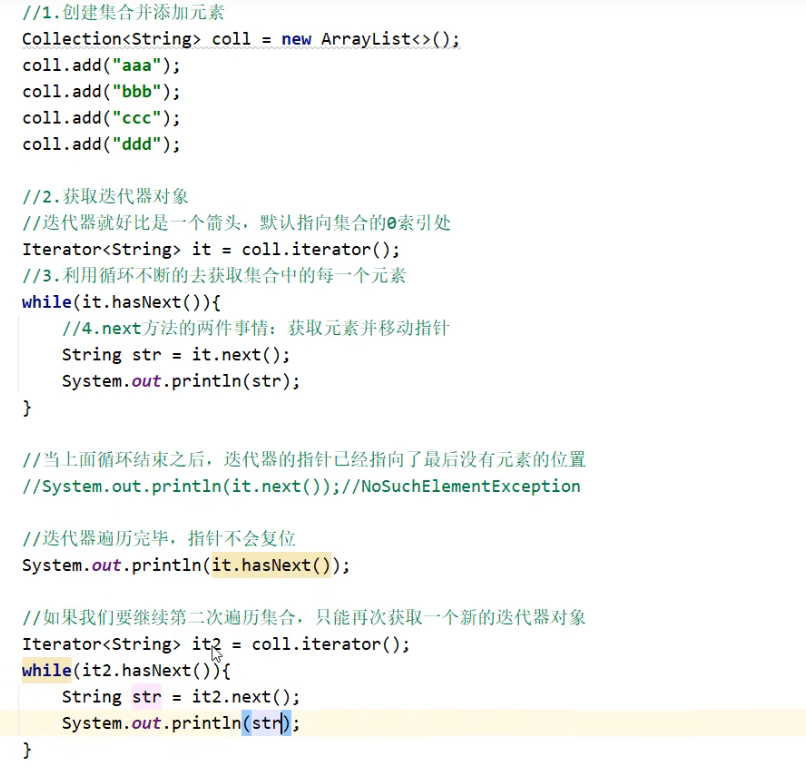 //1.创建集合并添加元素
Collection<String> coll = new ArrayList<>();
coll.add("aaa");
coll.add("bbb");
coll.add("ccc");
coll.add("ddd");
//2.获取迭代器对象
//迭代器就好比是一个箭头，默认指向集合的0索引处
Iterator<String> it = coll.iterator();
//3.利用循环不断的去获取集合中的每一个元素
while(it.hasNext()){
    //4.next方法的两件事情：获取元素并移动指针
    String str = it.next();
    System.out.println(str);
}
//当上面循环结束之后，迭代器的指针已经指向了最后没有元素的位置
//System.out.println(it.next());//NoSuchElementException
//迭代器遍历完毕，指针不会复位
System.out.println(it.hasNext());
//如果我们要继续第二次遍历集合，只能再次获取一个新的迭代器对象
Iterator<String> it2 = coll.iterator();
while(it2.hasNext()){
    String str = it2.next();
    System.out.println(str);
}